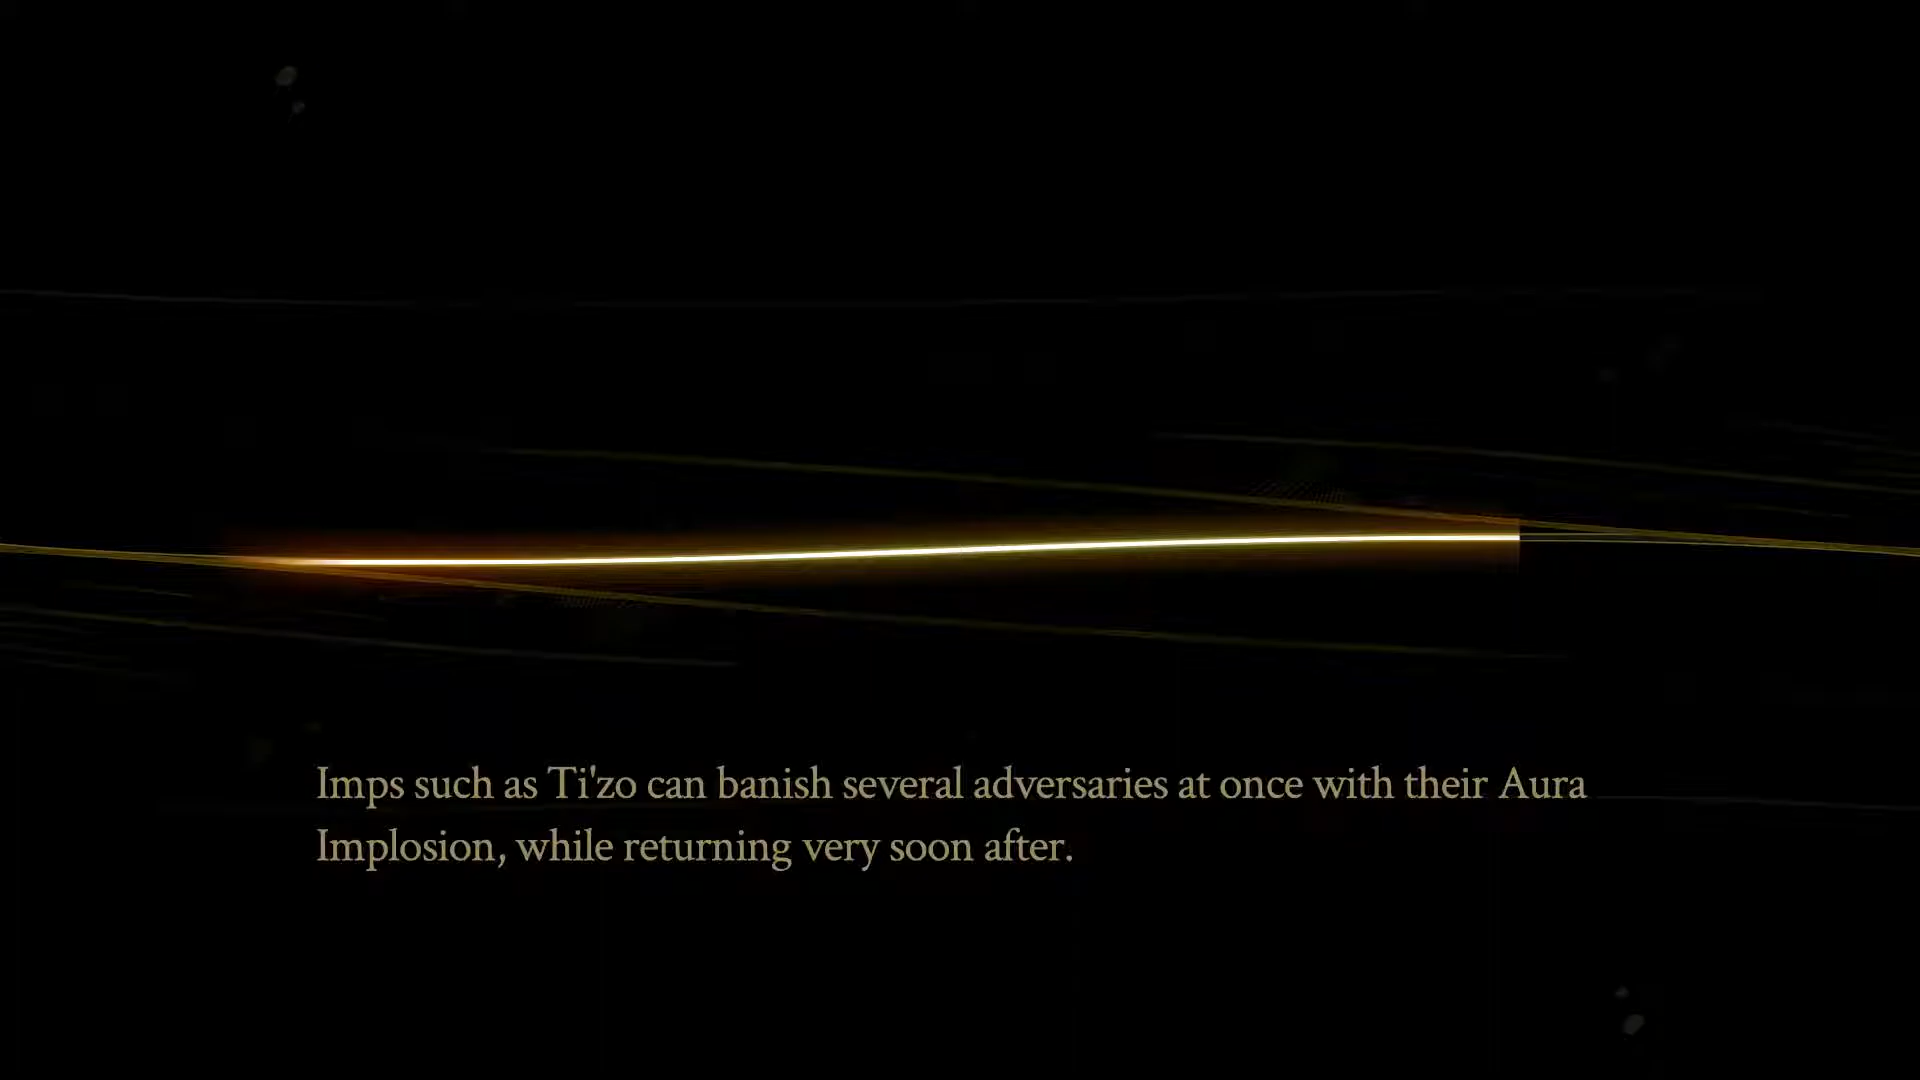 Imps such as Ti'zo can banish several adversaries at once with their Aura
Implosion, while returning very soon after.